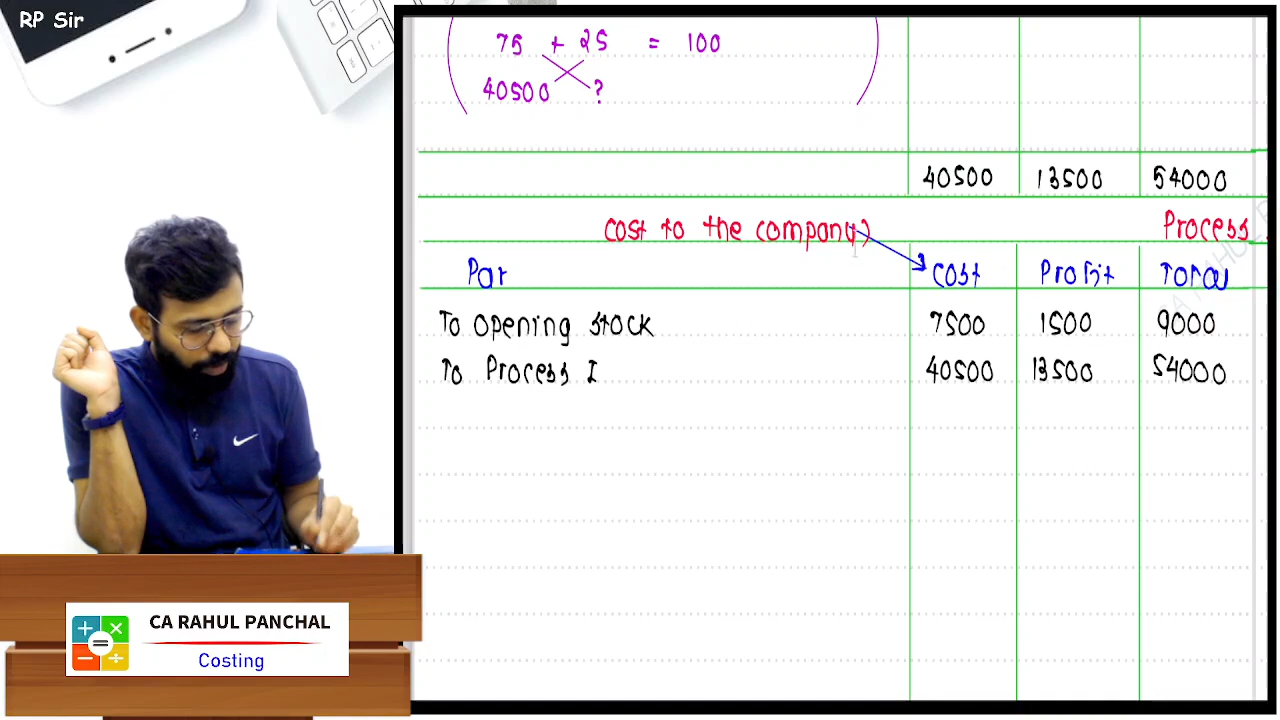 RP Sir
75 + 25 = 100
40500 ?
40500 13500 54000
Cost to the company) Process
Par Cost Profit Total
To Opening Stock 7500 1500 9000
To Process I 40500 13500 54000
CA RAHUL PANCHAL
Costing